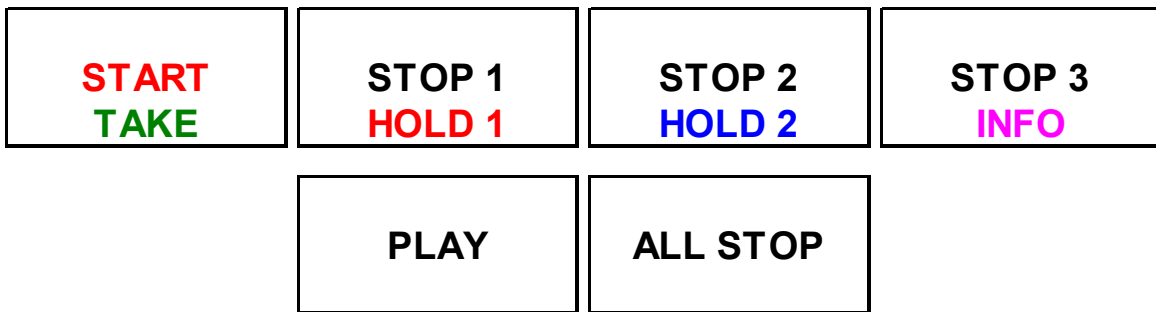 START
TAKE
STOP 1
HOLD 1
STOP 2
HOLD 2
STOP 3
INFO
PLAY
ALL STOP